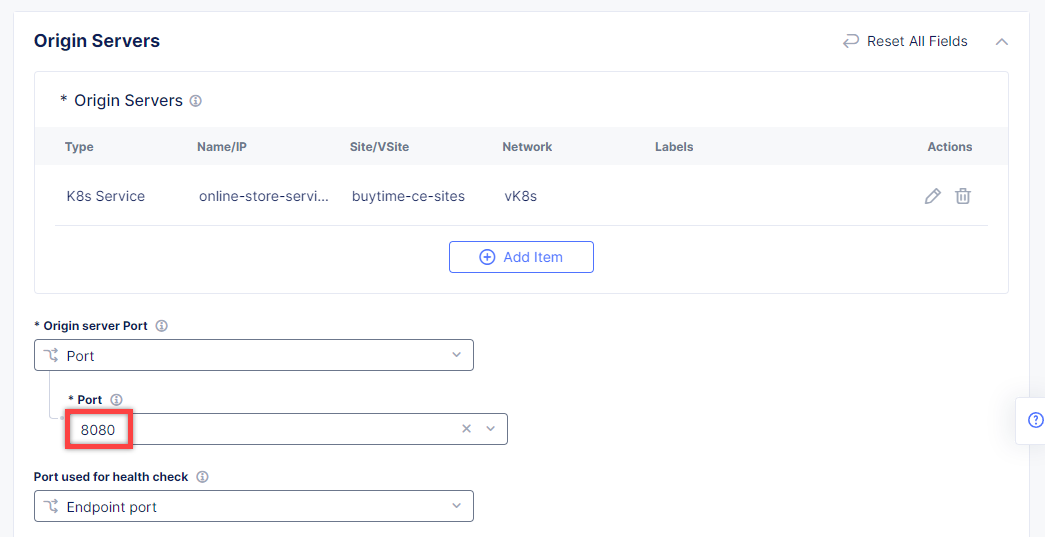 Origin Servers
Reset All Fields
* Origin Servers
Type Name/IP Site/VSite Network Labels Actions
K8s Service online-store-servi... buytime-ce-sites vK8s
Add Item
* Origin server Port
Port
* Port
8080
Port used for health check
Endpoint port